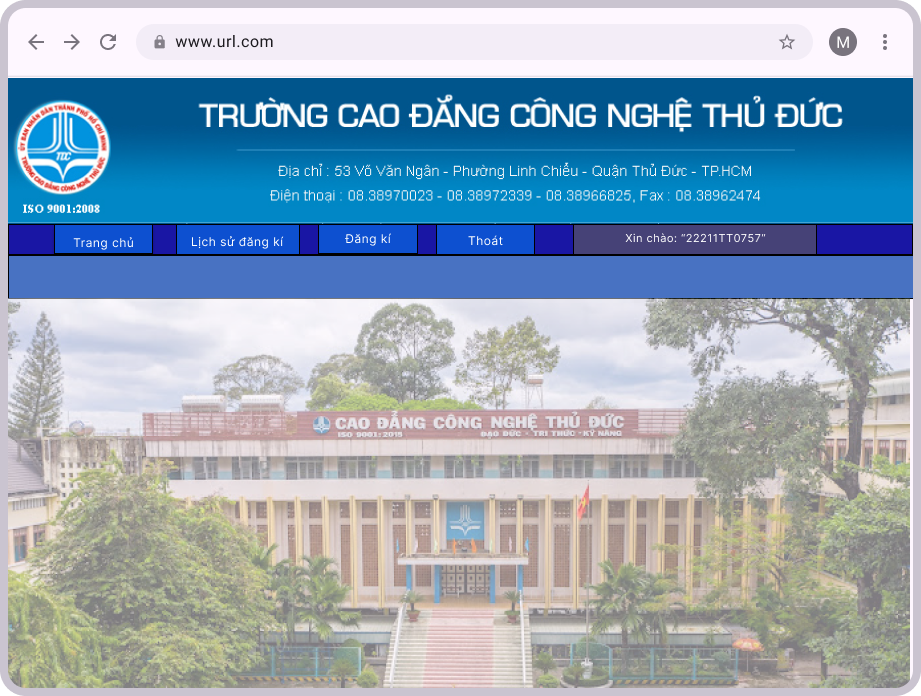 www.url.com
M
TRƯỜNG CAO ĐẲNG CÔNG NGHỆ THỦ ĐỨC
ỦY BAN NHÂN DÂN THÀNH PHỐ HỒ CHÍ MINH
TDC
TRƯỜNG CAO ĐẲNG CÔNG NGHỆ THỦ ĐỨC
ISO 9001:2008
Địa chỉ : 53 Võ Văn Ngân - Phường Linh Chiểu - Quận Thủ Đức - TP.HCM
Điện thoại : 08.38970023 - 08.38972339 - 08.38966825, Fax : 08.38962474
Trang chủ
Lịch sử đăng kí
Đăng kí
Thoát
Xin chào: "22211TT0757"
CAO ĐẲNG CÔNG NGHỆ THỦ ĐỨC
ISO 9001:2015 ĐẠO ĐỨC - TRI THỨC - KỸ NĂNG